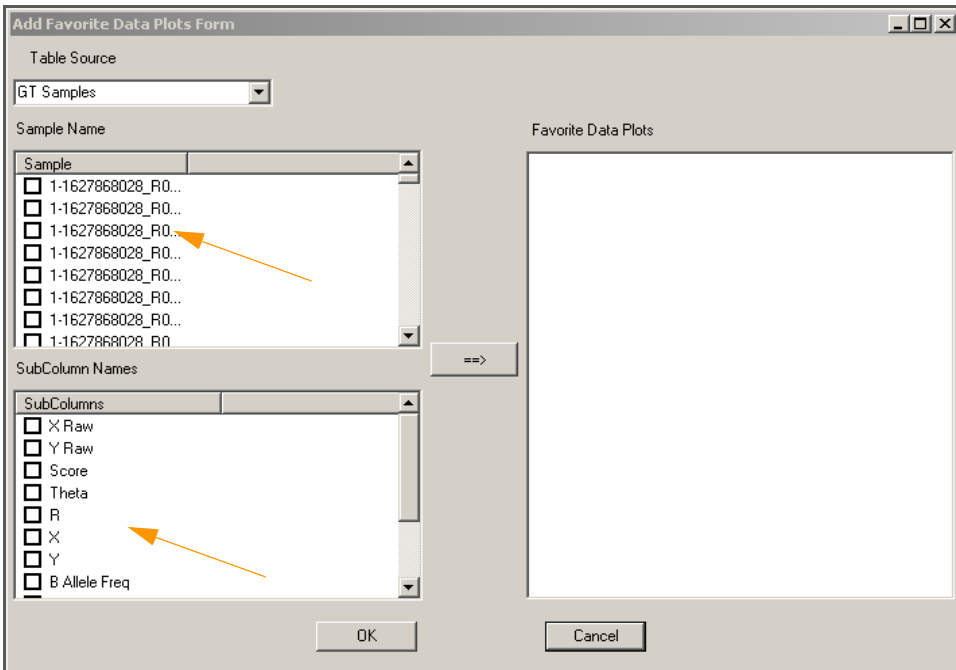 Add Favorite Data Plots Form
Table Source
GT Samples
Sample Name
Sample
1-1627868028_R0...
1-1627868028_R0...
1-1627868028_R0...
1-1627868028_R0...
1-1627868028_R0...
1-1627868028_R0...
1-1627868028_R0...
1-1627868028_R0
SubColumn Names
SubColumns
X Raw
Y Raw
Score
Theta
R
X
Y
B Allele Freq
==>
Favorite Data Plots
OK
Cancel